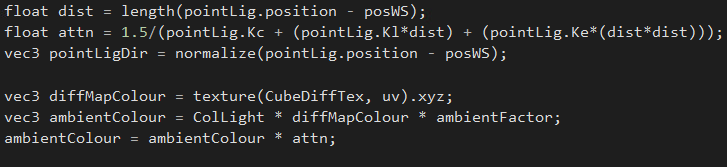 float dist = length(pointLig.position - posWS);
float attn = 1.5/(pointLig.Kc + (pointLig.Kl*dist) + (pointLig.Ke*(dist*dist)));
vec3 pointLigDir = normalize(pointLig.position - posWS);
vec3 diffMapColour = texture(CubeDiffTex, uv).xyz;
vec3 ambientColour = ColLight * diffMapColour * ambientFactor;
ambientColour = ambientColour * attn;